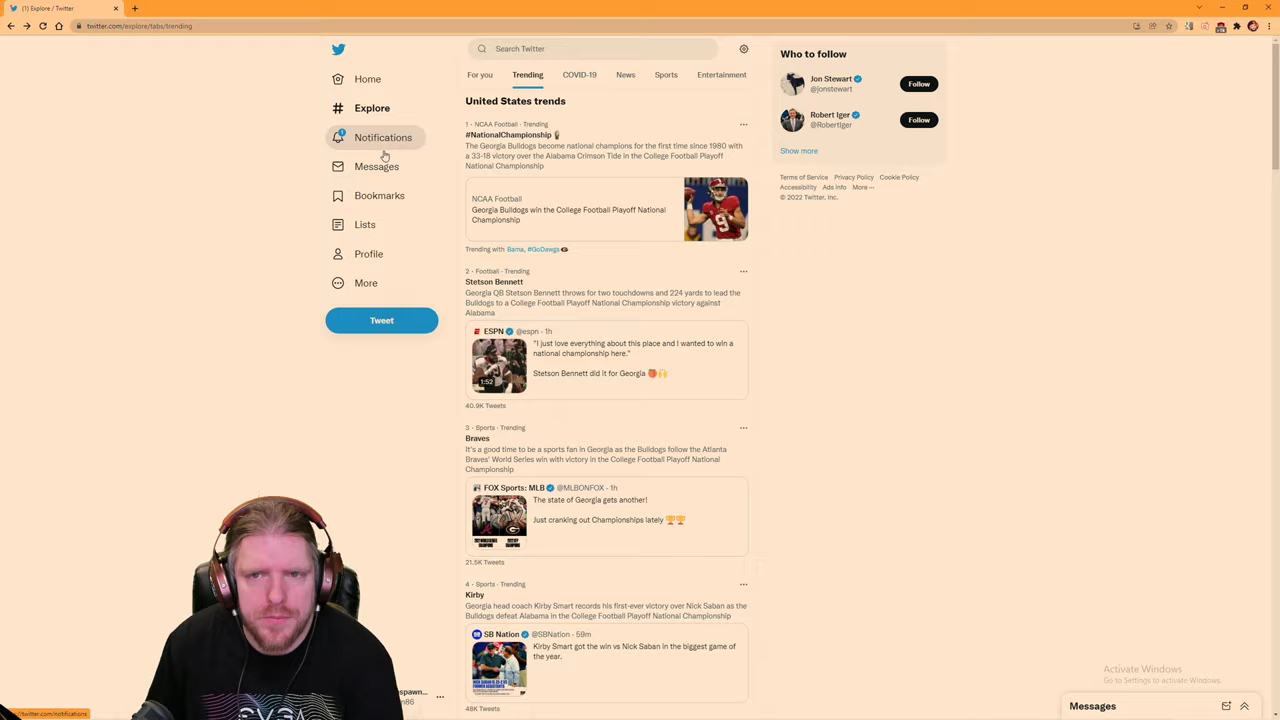 (1) Explore / Twitter
twitter.com/explore/tabs/trending
Home
Explore
1
Notifications
Messages
Bookmarks
Lists
Profile
More
Tweet
Search Twitter
For you
Trending
COVID-19
News
Sports
Entertainment
United States trends
1 · NCAA Football · Trending
#NationalChampionship
The Georgia Bulldogs become national champions for the first time since 1980 with
a 33-18 victory over the Alabama Crimson Tide in the College Football Playoff
National Championship
NCAA Football
Georgia Bulldogs win the College Football Playoff National
Championship
Trending with Bama, #GoDawgs
2 · Football · Trending
Stetson Bennett
Georgia QB Stetson Bennett throws for two touchdowns and 224 yards to lead the
Bulldogs to a College Football Playoff National Championship victory against
Alabama
ESPN @espn · 1h
"I just love everything about this place and I wanted to win a
national championship here."
Stetson Bennett did it for Georgia 🍑🙌
1:52
40.9K Tweets
3 · Sports · Trending
Braves
It's a good time to be a sports fan in Georgia as the Bulldogs follow the Atlanta
Braves' World Series win with victory in the College Football Playoff National
Championship
FOX Sports: MLB @MLBONFOX · 1h
The state of Georgia gets another!
Just cranking out Championships lately 🏆🏆
21.5K Tweets
4 · Sports · Trending
Kirby
Georgia head coach Kirby Smart records his first-ever victory over Nick Saban as the
Bulldogs defeat Alabama in the College Football Playoff National Championship
SB Nation @SBNation · 59m
Kirby Smart got the win vs Nick Saban in the biggest game of
the year.
48K Tweets
Who to follow
Jon Stewart
@jonstewart
Follow
Robert Iger
@RobertIger
Follow
Show more
Terms of Service Privacy Policy Cookie Policy
Accessibility Ads info More ···
© 2022 Twitter, Inc.
Activate Windows
Go to Settings to activate Windows.
Messages
spawn...
n86
EVGA
//twitter.com/notifications